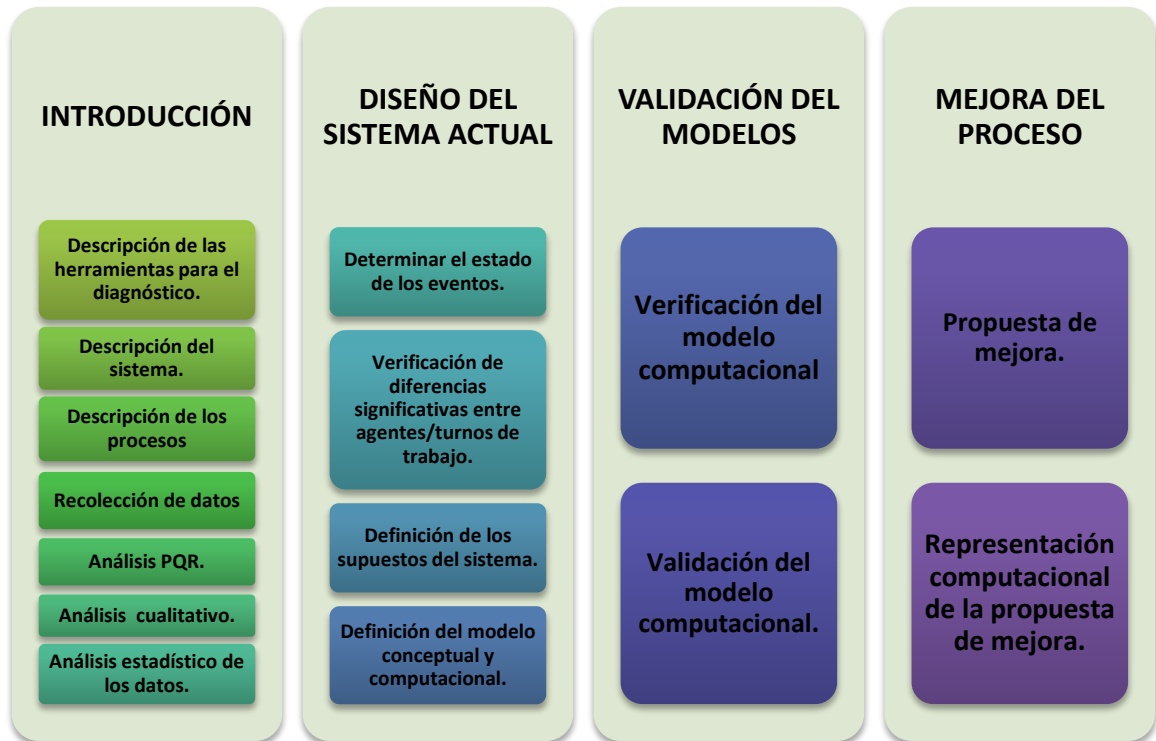 INTRODUCCIÓN
Descripción de las
herramientas para el
diagnóstico.
Descripción del
sistema.
Descripción de los
procesos
Recolección de datos
Análisis PQR.
Análisis cualitativo.
Análisis estadístico de
los datos.
DISEÑO DEL
SISTEMA ACTUAL
Determinar el estado
de los eventos.
Verificación de
diferencias
significativas entre
agentes/turnos de
trabajo.
Definición de los
supuestos del sistema.
Definición del modelo
conceptual y
computacional.
VALIDACIÓN DEL
MODELOS
Verificación del
modelo
computacional
Validación del
modelo
computacional.
MEJORA DEL
PROCESO
Propuesta de
mejora.
Representación
computacional
de la propuesta
de mejora.